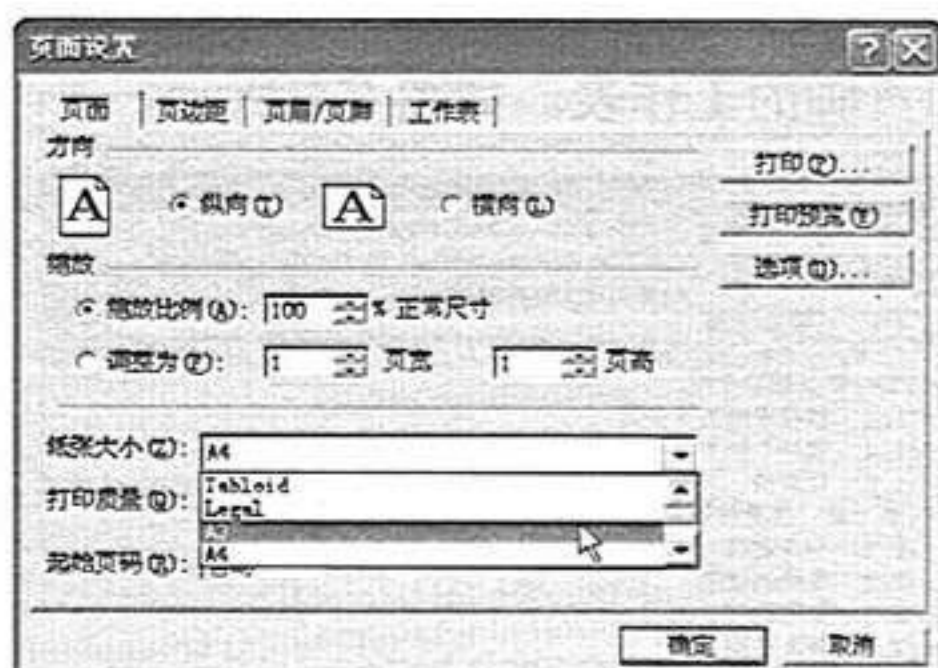 页面设置
页面 页边距 页眉/页脚 工作表
方向
A 纵向(T) A 横向(L)
打印(P)...
打印预览(W)
缩放
选项(O)...
缩放比例(A): 100 % 正常尺寸
调整为(F): 1 页宽 1 页高
纸张大小(Z): A4
Tabloid
打印质量(Q):
Legal
A4
起始页码(R):
确定 取消